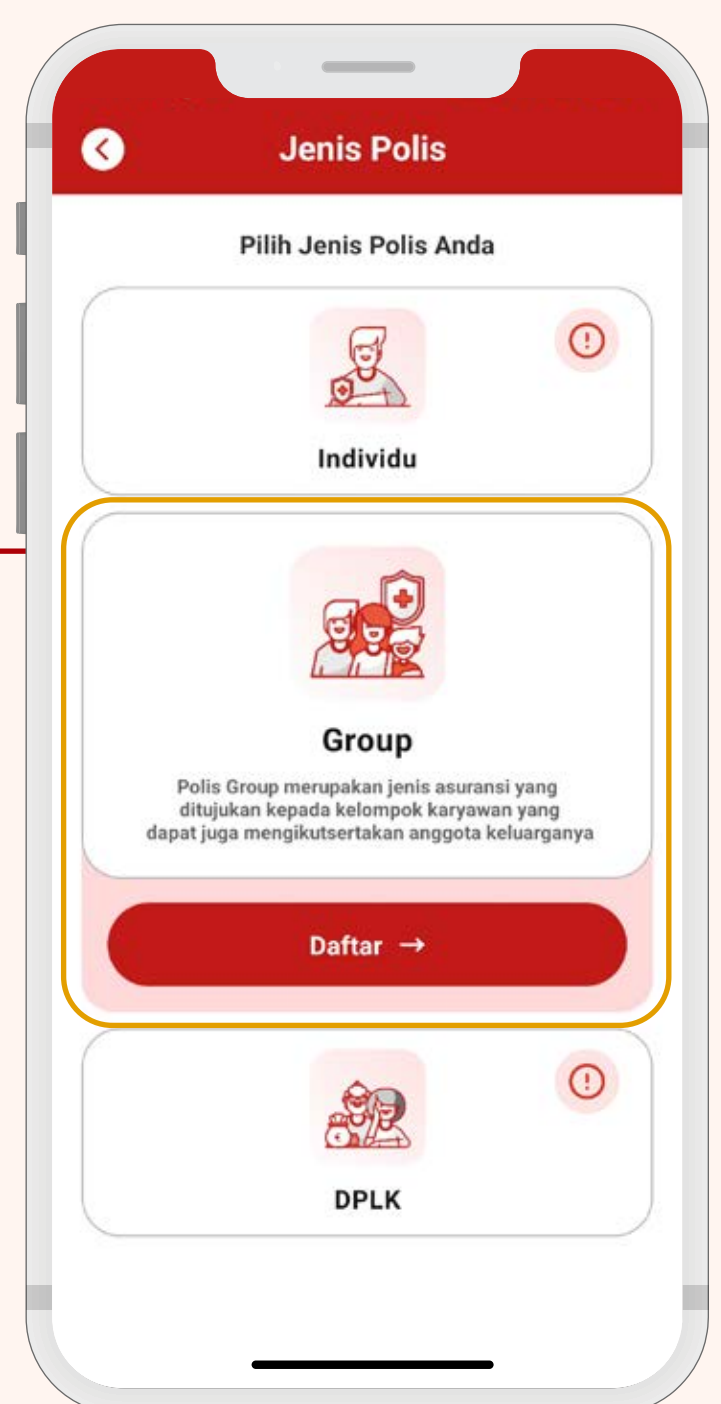 Jenis Polis
Pilih Jenis Polis Anda
Individu
Group
Polis Group merupakan jenis asuransi yang
ditujukan kepada kelompok karyawan yang
dapat juga mengikutsertakan anggota keluarganya
Daftar →
DPLK